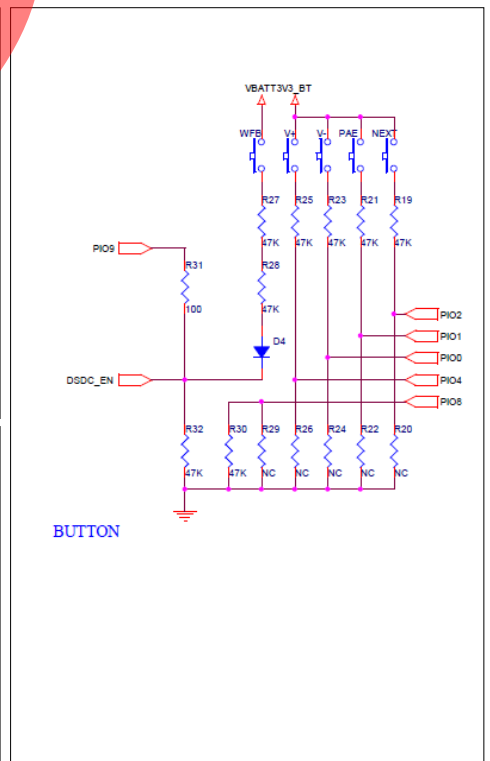 VBATT3V3_BT
WFB V+ V- PAE NEXT
R27 R25 R23 R21 R19
47K 47K 47K 47K 47K
PIO9
R31 R28
100 47K
PIO2
D4
PIO1
PIO0
DSDC_EN PIO4
PIO8
R32 R30 R29 R26 R24 R22 R20
47K 47K NC NC NC NC NC
BUTTON